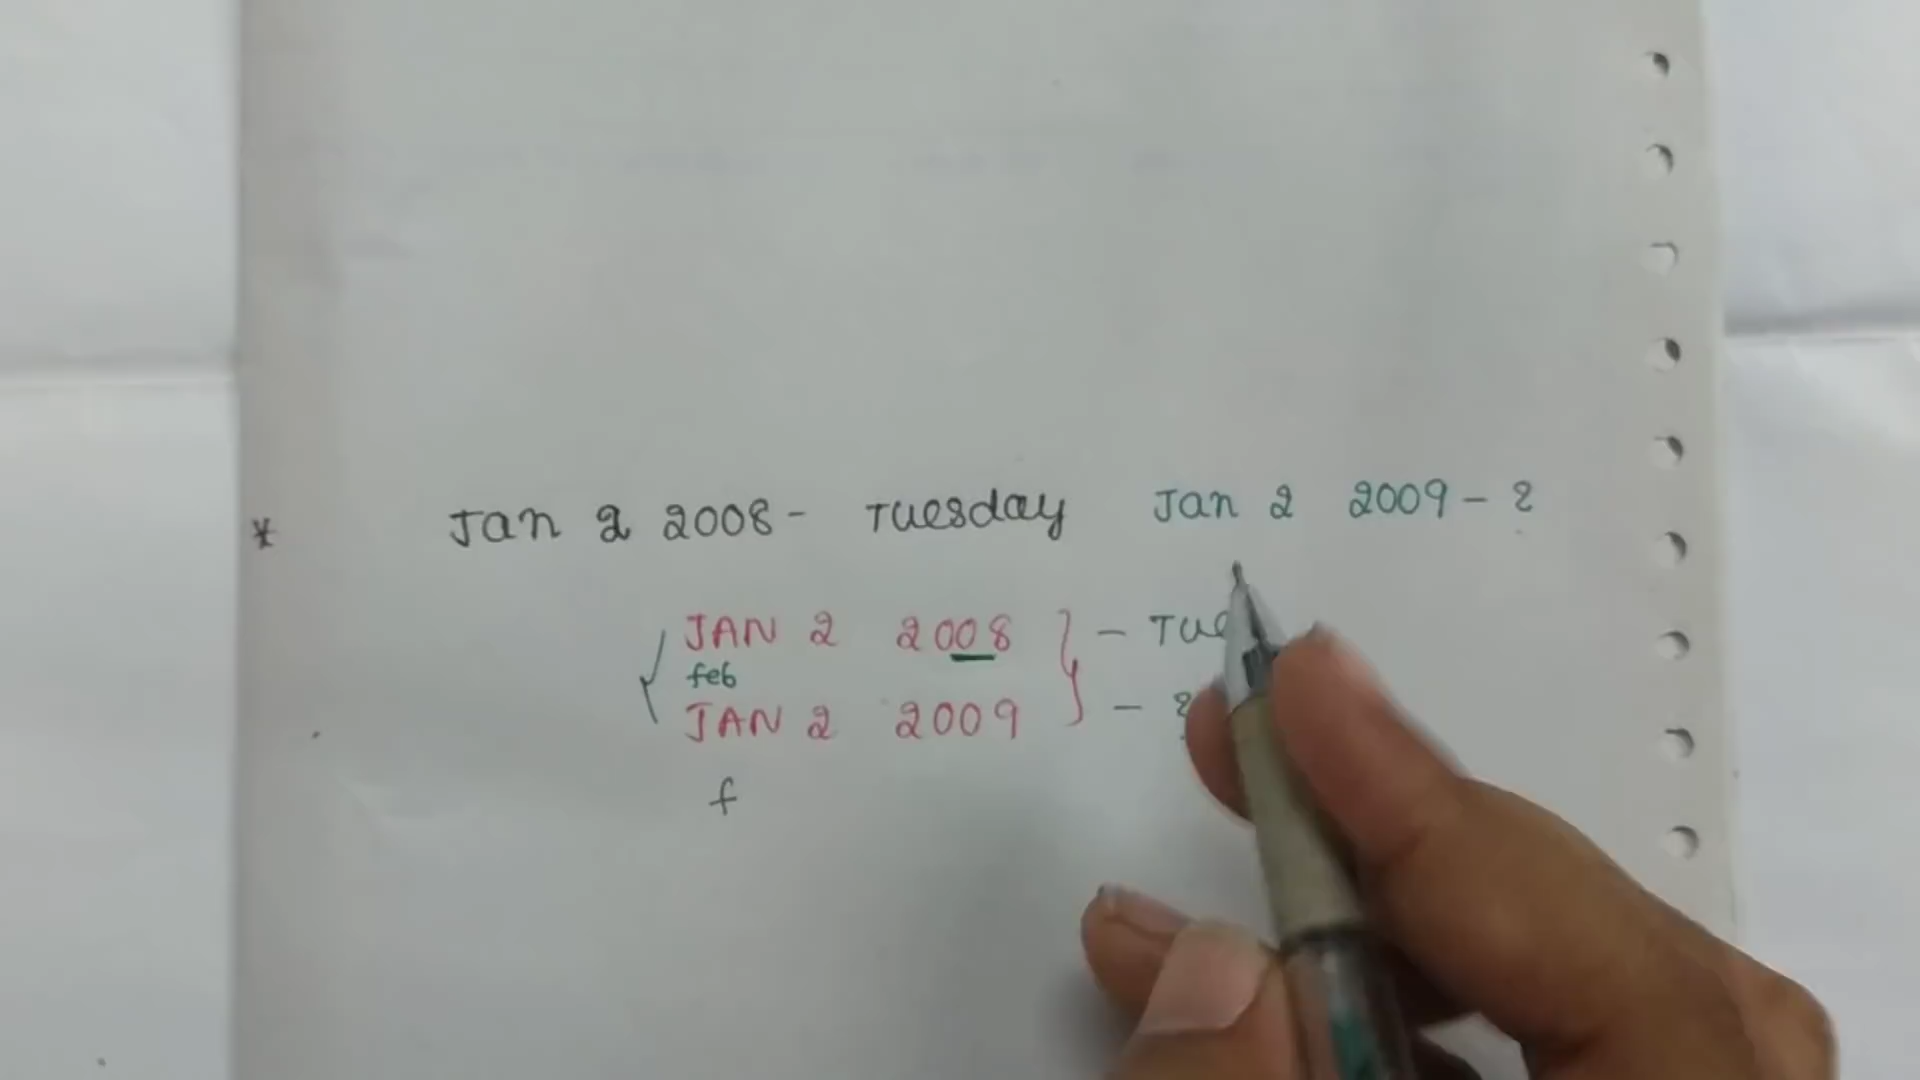 * Jan 2 2008 - Tuesday Jan 2 2009 - ?
JAN 2 2008 } - Tue
feb
JAN 2 2009 - ?
f